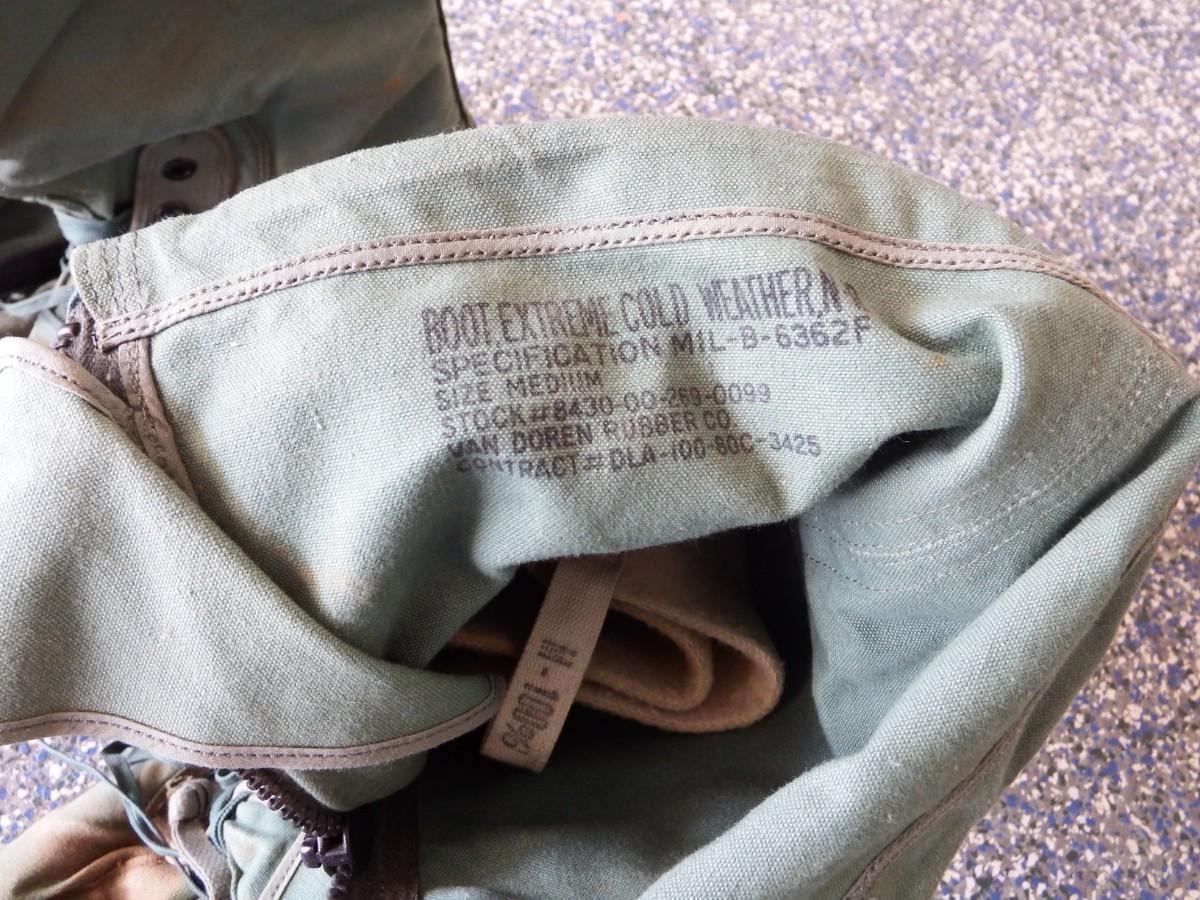 BOOT,EXTREME COLD WEATHER,
SPECIFICATION MIL-B-6362F
SIZE MEDIUM
STOCK#8430-00-269-0099
VAN DOREN RUBBER CO.
CONTRACT# DLA-100-80C-3425
100%